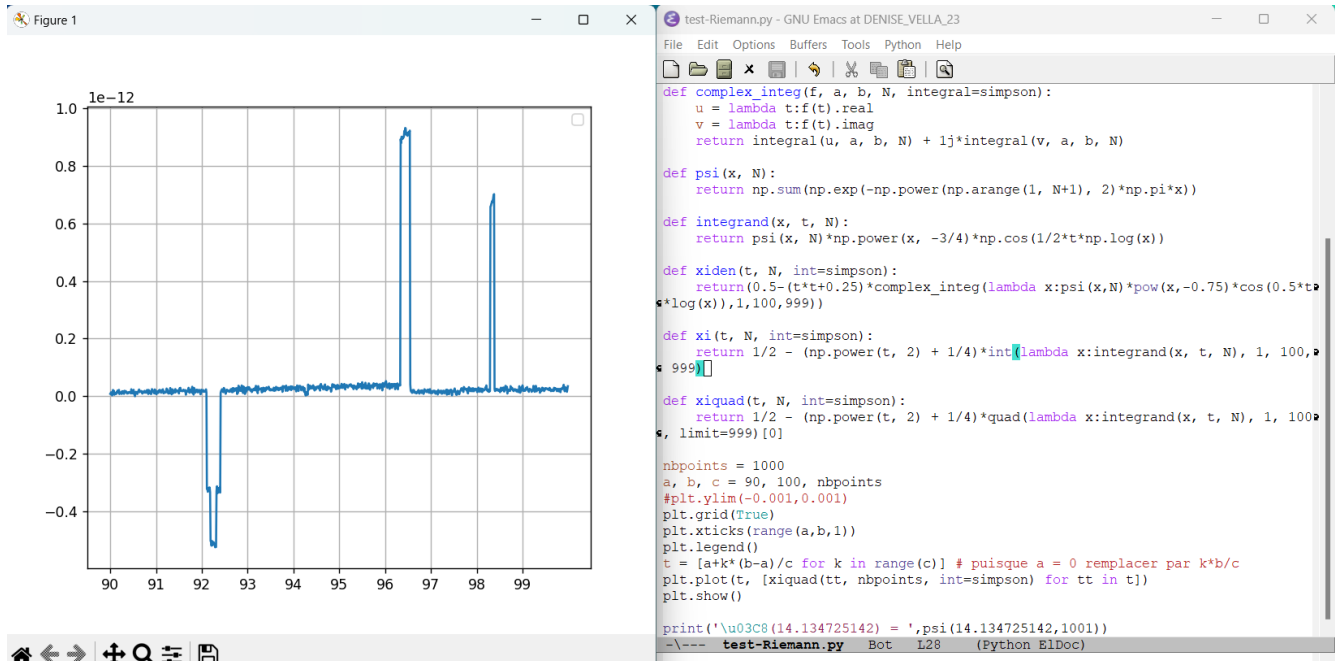 Figure 1
1e−12
1.0
0.8
0.6
0.4
0.2
0.0
−0.2
−0.4
90 91 92 93 94 95 96 97 98 99
test-Riemann.py - GNU Emacs at DENISE_VELLA_23
File Edit Options Buffers Tools Python Help
def complex_integ(f, a, b, N, integral=simpson):
    u = lambda t:f(t).real
    v = lambda t:f(t).imag
    return integral(u, a, b, N) + 1j*integral(v, a, b, N)
def psi(x, N):
    return np.sum(np.exp(-np.power(np.arange(1, N+1), 2)*np.pi*x))
def integrand(x, t, N):
    return psi(x, N)*np.power(x, -3/4)*np.cos(1/2*t*np.log(x))
def xiden(t, N, int=simpson):
    return(0.5-(t*t+0.25)*complex_integ(lambda x:psi(x,N)*pow(x,-0.75)*cos(0.5*t
*log(x)),1,100,999))
def xi(t, N, int=simpson):
    return 1/2 - (np.power(t, 2) + 1/4)*int(lambda x:integrand(x, t, N), 1, 100,
 999)
def xiquad(t, N, int=simpson):
    return 1/2 - (np.power(t, 2) + 1/4)*quad(lambda x:integrand(x, t, N), 1, 100
, limit=999)[0]
nbpoints = 1000
a, b, c = 90, 100, nbpoints
#plt.ylim(-0.001,0.001)
plt.grid(True)
plt.xticks(range(a,b,1))
plt.legend()
t = [a+k*(b-a)/c for k in range(c)] # puisque a = 0 remplacer par k*b/c
plt.plot(t, [xiquad(tt, nbpoints, int=simpson) for tt in t])
plt.show()
print('\u03C8(14.134725142) = ',psi(14.134725142,1001))
-\--- test-Riemann.py Bot L28 (Python ElDoc)